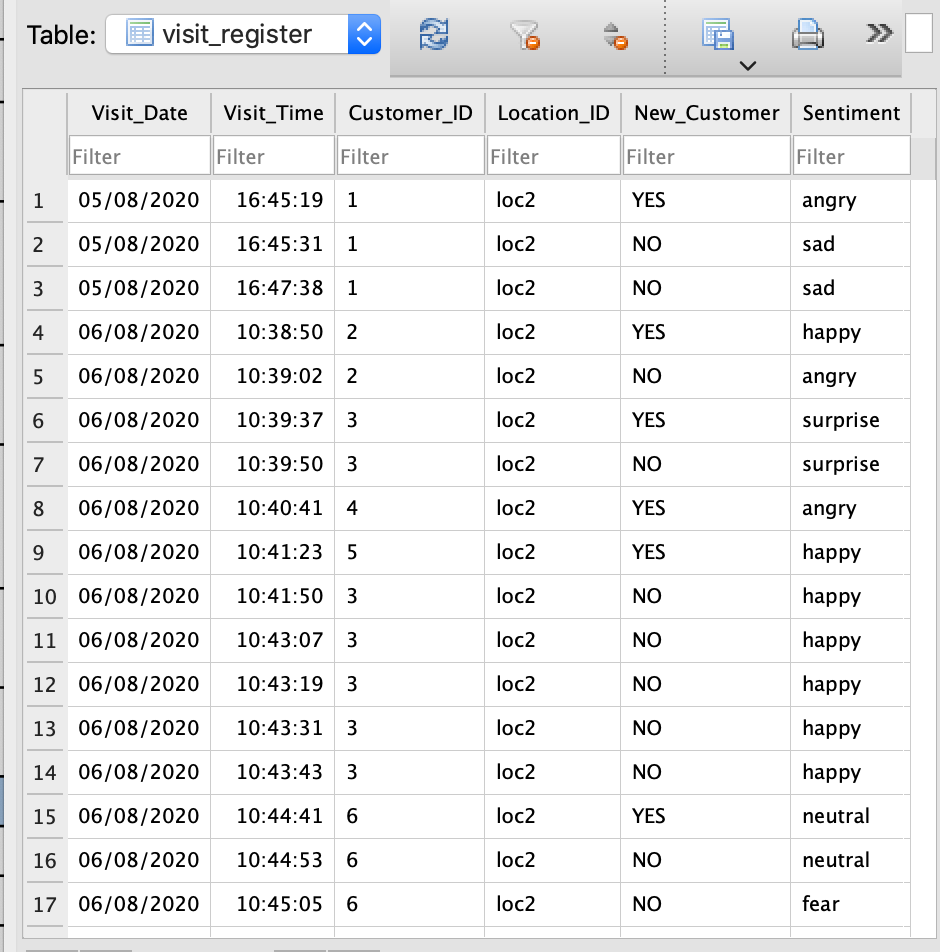 Table: visit_register
Visit_Date Visit_Time Customer_ID Location_ID New_Customer Sentiment
Filter Filter Filter Filter Filter Filter
1 05/08/2020 16:45:19 1 loc2 YES angry
2 05/08/2020 16:45:31 1 loc2 NO sad
3 05/08/2020 16:47:38 1 loc2 NO sad
4 06/08/2020 10:38:50 2 loc2 YES happy
5 06/08/2020 10:39:02 2 loc2 NO angry
6 06/08/2020 10:39:37 3 loc2 YES surprise
7 06/08/2020 10:39:50 3 loc2 NO surprise
8 06/08/2020 10:40:41 4 loc2 YES angry
9 06/08/2020 10:41:23 5 loc2 YES happy
10 06/08/2020 10:41:50 3 loc2 NO happy
11 06/08/2020 10:43:07 3 loc2 NO happy
12 06/08/2020 10:43:19 3 loc2 NO happy
13 06/08/2020 10:43:31 3 loc2 NO happy
14 06/08/2020 10:43:43 3 loc2 NO happy
15 06/08/2020 10:44:41 6 loc2 YES neutral
16 06/08/2020 10:44:53 6 loc2 NO neutral
17 06/08/2020 10:45:05 6 loc2 NO fear